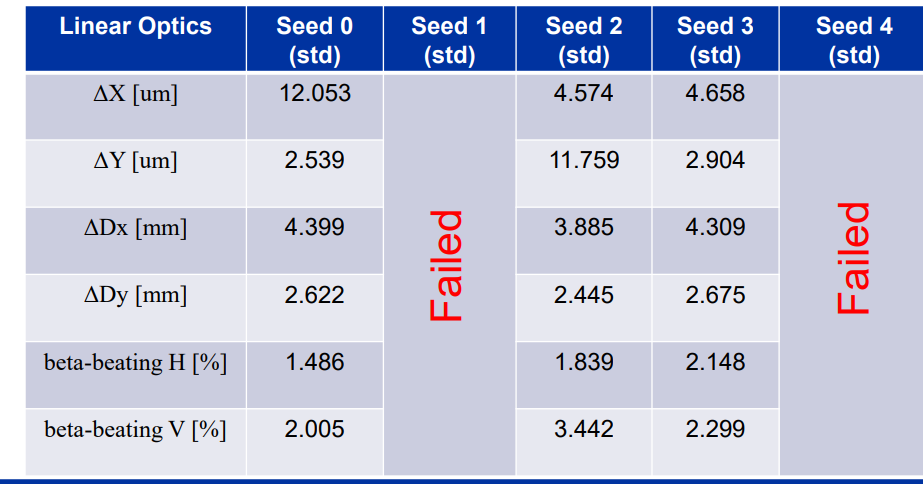 Linear Optics Seed 0 (std) Seed 1 (std) Seed 2 (std) Seed 3 (std) Seed 4 (std)
ΔX [um] 12.053 Failed 4.574 4.658 Failed
ΔY [um] 2.539 11.759 2.904
ΔDx [mm] 4.399 3.885 4.309
ΔDy [mm] 2.622 2.445 2.675
beta-beating H [%] 1.486 1.839 2.148
beta-beating V [%] 2.005 3.442 2.299